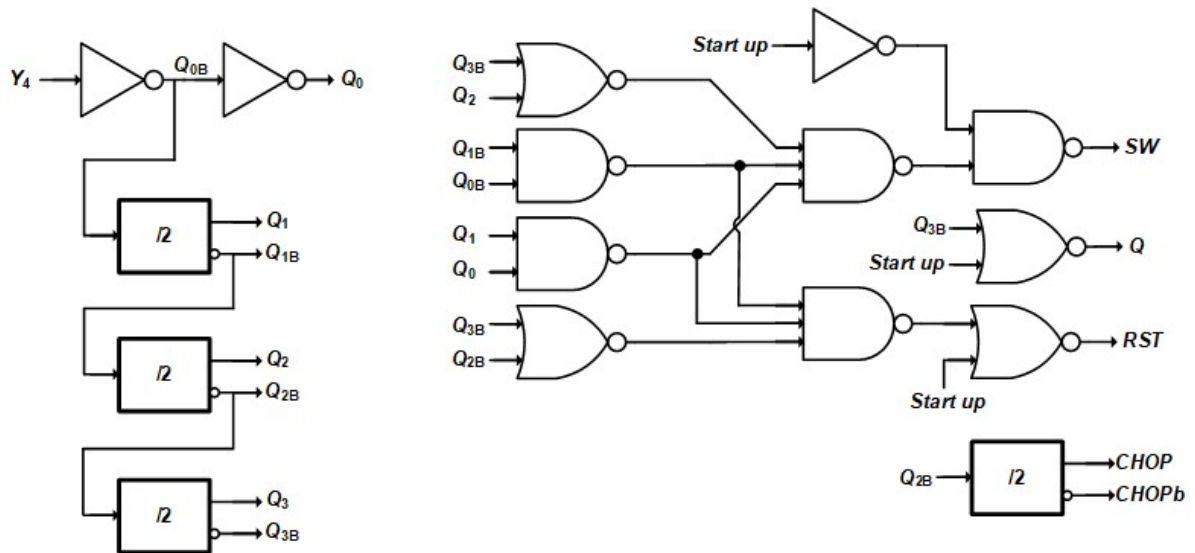 Y4
Q0B
Q0
/2
Q1
Q1B
/2
Q2
Q2B
/2
Q3
Q3B
Q3B
Q2
Q1B
Q0B
Q1
Q0
Q3B
Q2B
Start up
SW
Q3B
Start up
Q
RST
Start up
Q2B
/2
CHOP
CHOPb